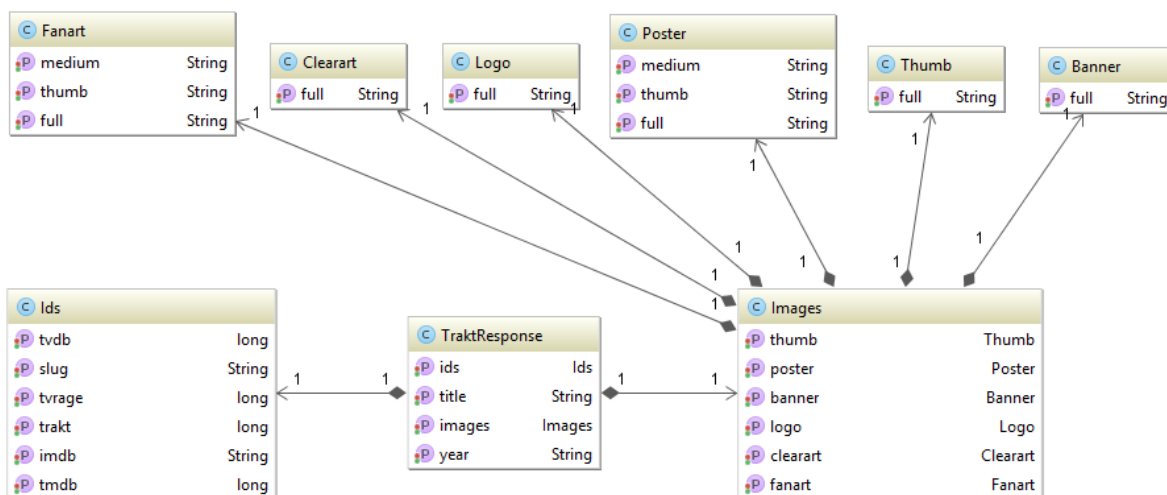 C Fanart
P medium String
P thumb String
P full String
C Clearart
P full String
C Logo
P full String
C Poster
P medium String
P thumb String
P full String
C Thumb
P full String
C Banner
P full String
1
1
1
1
1
1
1
1
1
1
1
1
C Ids
P tvdb long
P slug String
P tvrage long
P trakt long
P imdb String
P tmdb long
1
1
C TraktResponse
P ids Ids
P title String
P images Images
P year String
1
1
C Images
P thumb Thumb
P poster Poster
P banner Banner
P logo Logo
P clearart Clearart
P fanart Fanart